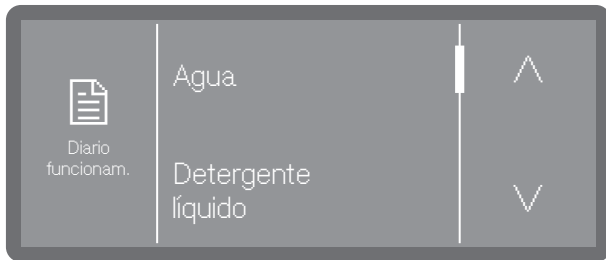 Diario
funcionam.
Agua
Detergente
líquido